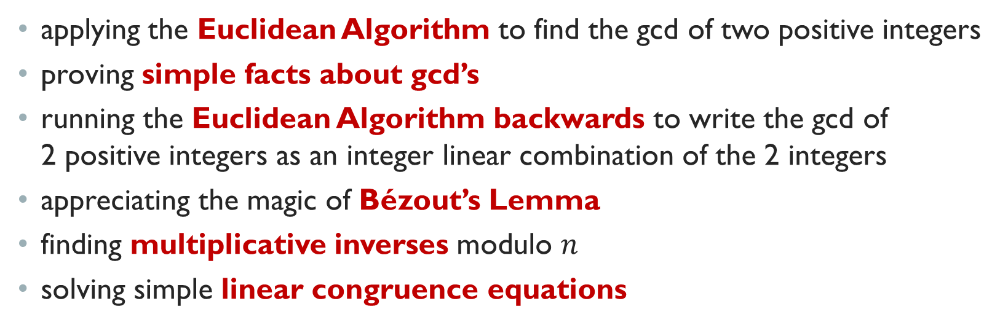 • applying the Euclidean Algorithm to find the gcd of two positive integers
• proving simple facts about gcd’s
• running the Euclidean Algorithm backwards to write the gcd of
2 positive integers as an integer linear combination of the 2 integers
• appreciating the magic of Bézout’s Lemma
• finding multiplicative inverses modulo n
• solving simple linear congruence equations